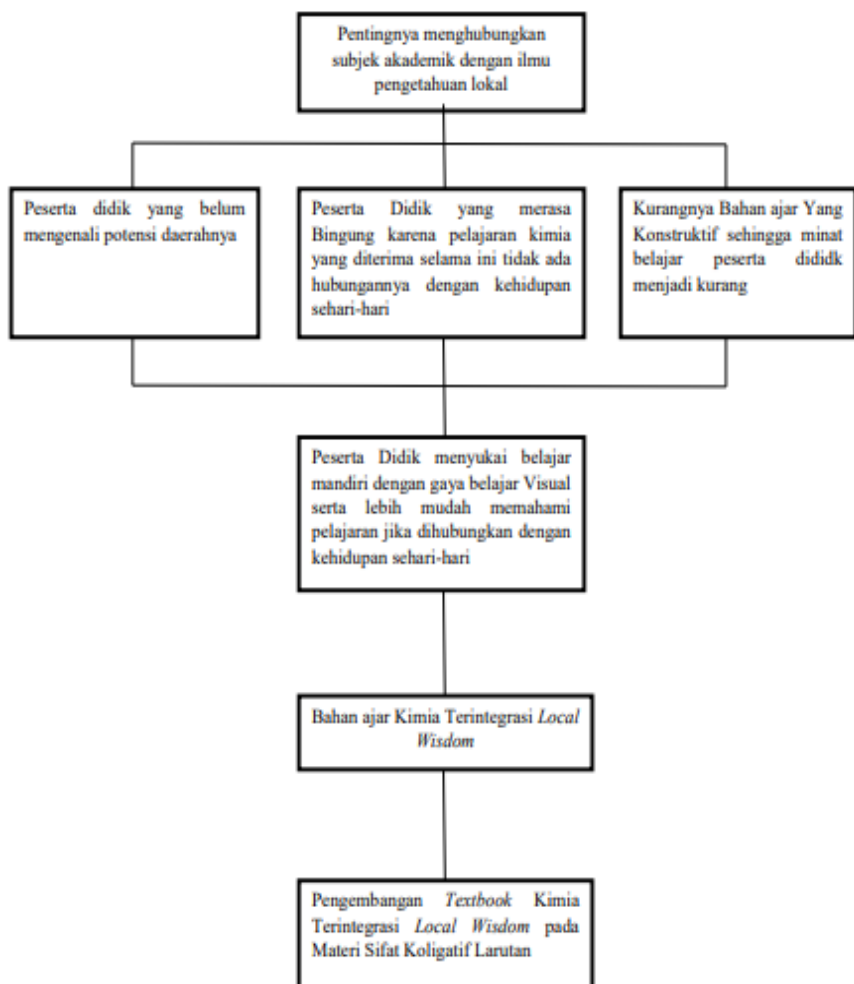 Pentingnya menghubungkan
subjek akademik dengan ilmu
pengetahuan lokal
Peserta didik yang belum
mengenali potensi daerahnya
Peserta Didik yang merasa
Bingung karena pelajaran kimia
yang diterima selama ini tidak ada
hubungannya dengan kehidupan
sehari-hari
Kurangnya Bahan ajar Yang
Konstruktif sehingga minat
belajar peserta dididk
menjadi kurang
Peserta Didik menyukai belajar
mandiri dengan gaya belajar Visual
serta lebih mudah memahami
pelajaran jika dihubungkan dengan
kehidupan sehari-hari
Bahan ajar Kimia Terintegrasi Local
Wisdom
Pengembangan Textbook Kimia
Terintegrasi Local Wisdom pada
Materi Sifat Koligatif Larutan